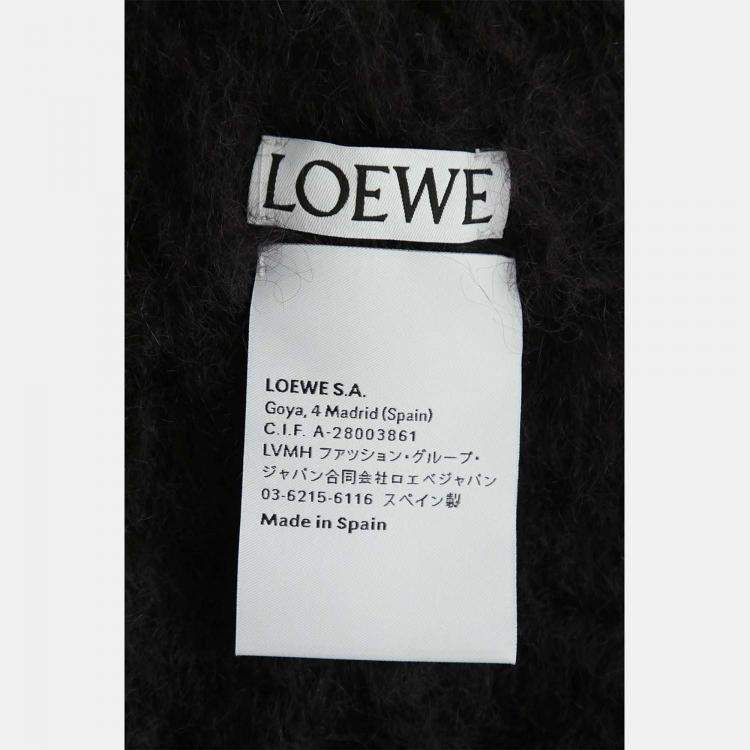 LOEWE
LOEWE S.A.
Goya, 4 Madrid (Spain)
C.I.F. A-28003861
LVMH ファッション・グループ・
ジャパン合同会社ロエベジャパン
03-6215-6116 スペイン製
Made in Spain